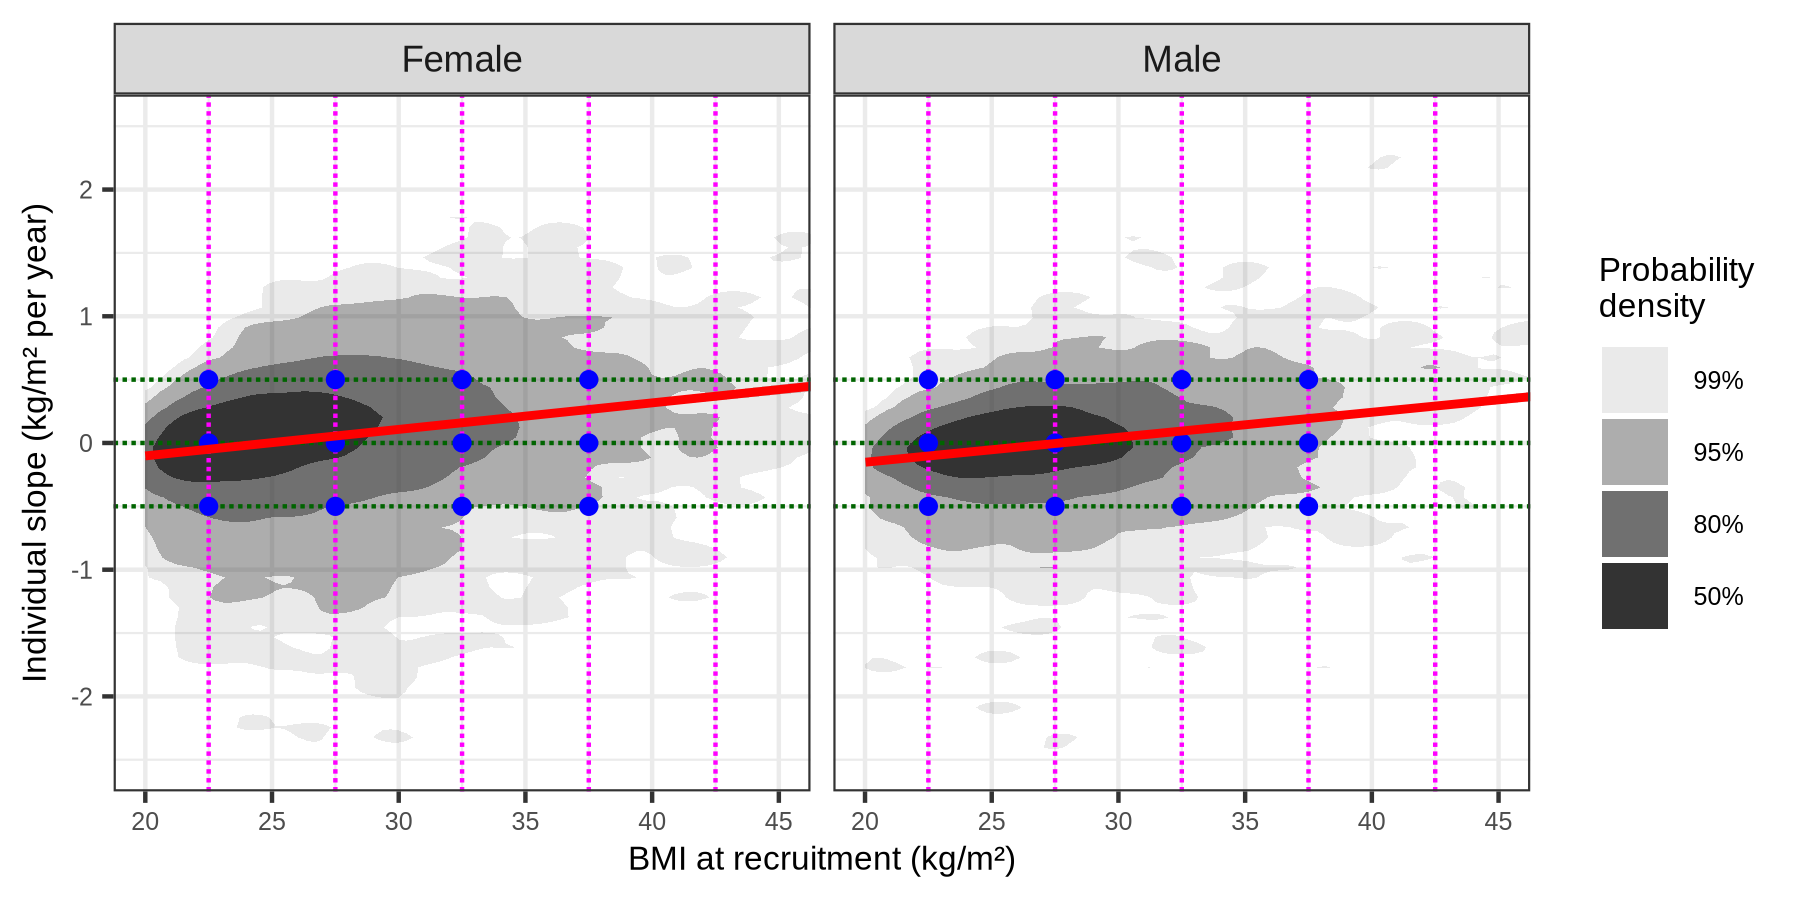 Female
Male
2
1
0
-1
-2
Individual slope (kg/m² per year)
20 25 30 35 40 45
20 25 30 35 40 45
BMI at recruitment (kg/m²)
Probability
density
99%
95%
80%
50%